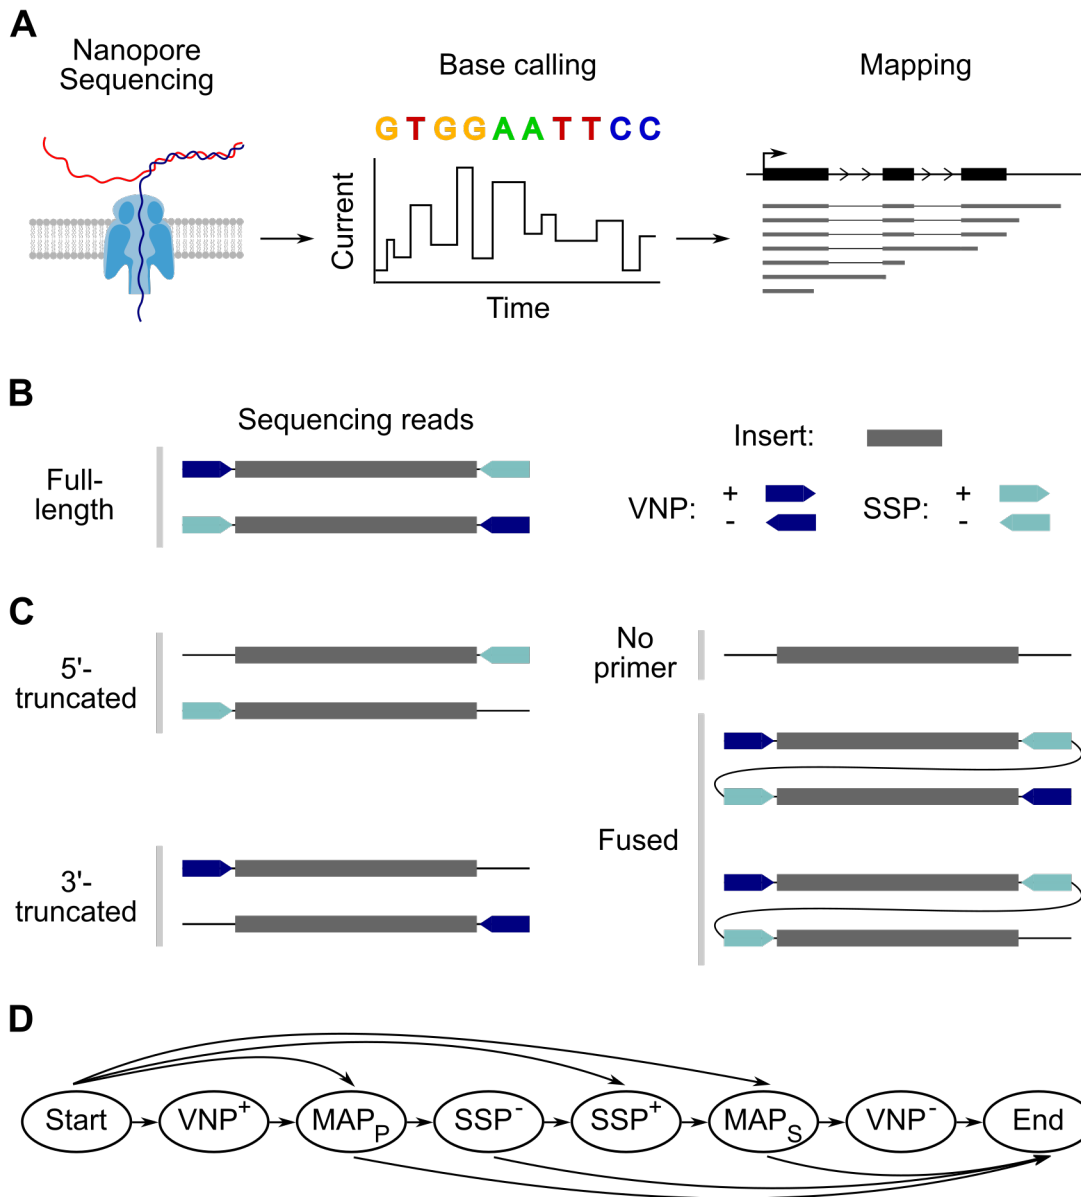 A
Nanopore
Sequencing
Base calling
Mapping
GTGGAATTCC
Current
Time
B
Sequencing reads
Full-
length
Insert:
VNP:
+
-
SSP:
+
-
C
5'-
truncated
3'-
truncated
No
primer
Fused
D
Start
VNP+
MAPP
SSP-
SSP+
MAPS
VNP-
End